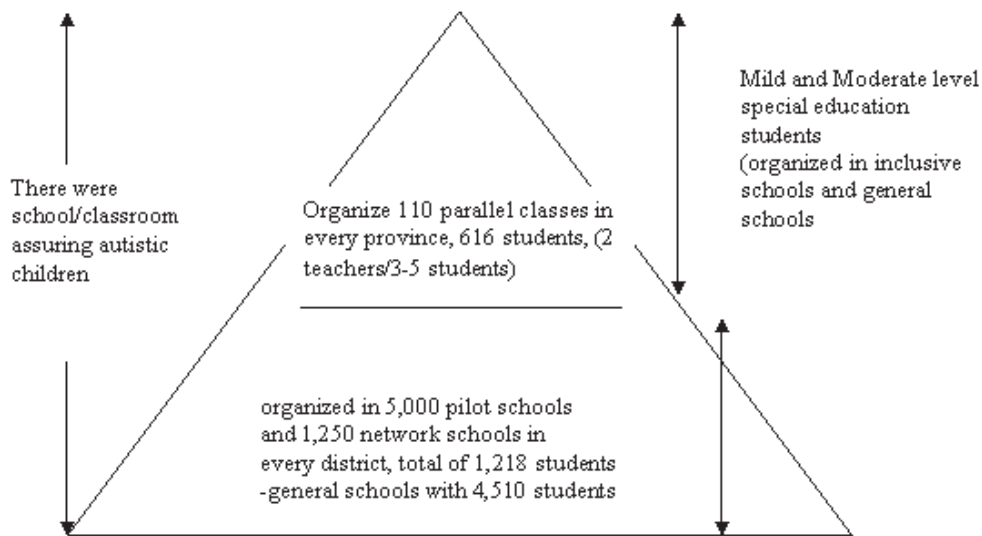 There were
school/classroom
assuring autistic
children
Organize 110 parallel classes in
every province, 616 students, (2
teachers/3-5 students)
organized in 5,000 pilot schools
and 1,250 network schools in
every district, total of 1,218 students
-general schools with 4,510 students
Mild and Moderate level
special education
students
(organized in inclusive
schools and general
schools